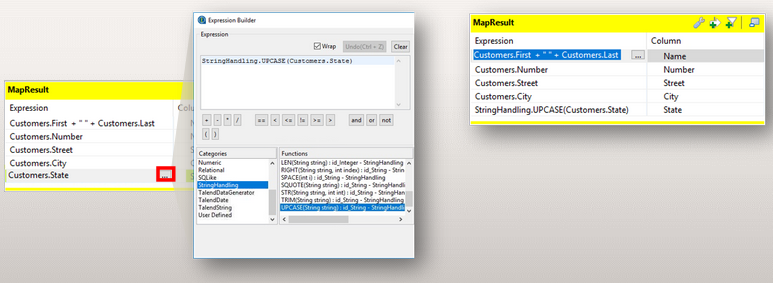 MapResult
Expression Colu
Customers.First + " " + Customers.Last
Customers.Number
Customers.Street
Customers.City
Customers.State ...
Expression Builder
Expression
Wrap Undo(Ctrl + Z) Clear
StringHandling.UPCASE(Customers.State)
+ - * / == < <= != >= > and or not
( )
Categories
Numeric
Relational
SQLike
StringHandling
TalendDataGenerator
TalendDate
TalendString
User Defined
Functions
LEN(String string) : id_Integer - StringHandling
RIGHT(String string, int index) : id_String - Strin
SPACE(int i) : id_String - StringHandling
SQUOTE(String string) : id_String - StringHandli
STR(String string, int int) : id_String - StringHan
TRIM(String string) : id_String - StringHandling
UPCASE(String string) : id_String - StringHandli
MapResult
Expression Column
Customers.First + " " + Customers.Last ... Name
Customers.Number Number
Customers.Street Street
Customers.City City
StringHandling.UPCASE(Customers.State) State